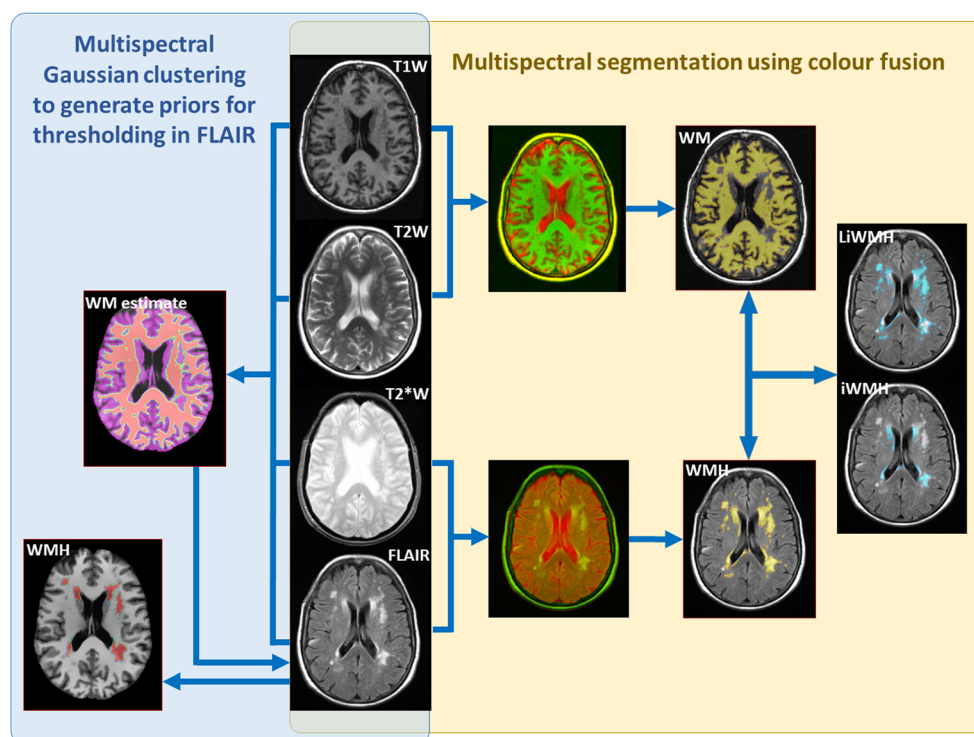 Multispectral
Gaussian clustering
to generate priors for
thresholding in FLAIR
Multispectral segmentation using colour fusion
T1W
T2W
T2*W
FLAIR
WM estimate
WMH
WM
WMH
LiWMH
iWMH